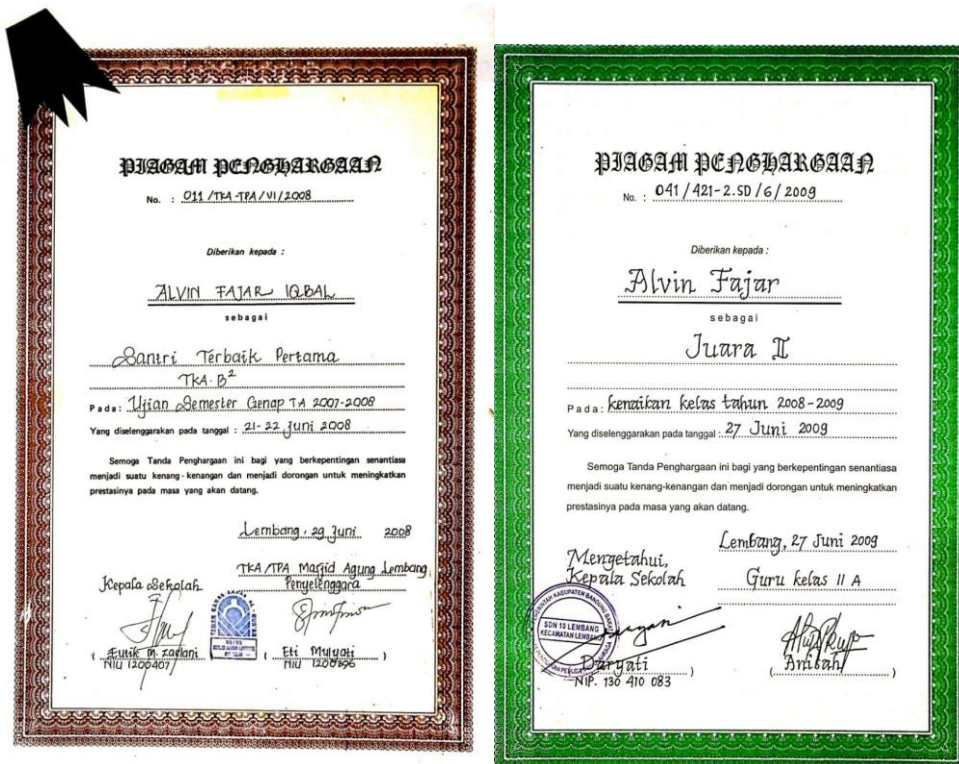 PIAGAM PENGHARGAAN
No. : 011/TKA-TPA/VI/2008
Diberikan kepada :
ALVIN FAJAR IQBAL
sebagai
Santri Terbaik Pertama
TKA.B²
Pada: Ujian Semester Genap TA 2007-2008
Yang diselenggarakan pada tanggal : 21-22 Juni 2008
Semoga Tanda Penghargaan ini bagi yang berkepentingan senantiasa
menjadi suatu kenang-kenangan dan menjadi dorongan untuk meningkatkan
prestasinya pada masa yang akan datang.
Lembang, 29 Juni 2008
TKA/TPA Masjid Agung Lembang
Kepala Sekolah Penyelenggara
( M. ) ( Eti Mulyati )
NIU 1200407 NIU 1200696
PIAGAM PENGHARGAAN
No. : 041/421-2.SD/6/2009
Diberikan kepada :
Alvin Fajar
sebagai
Juara II
Pada: kenaikan kelas tahun 2008-2009
Yang diselenggarakan pada tanggal : 27 Juni 2009
Semoga Tanda Penghargaan ini bagi yang berkepentingan senantiasa
menjadi suatu kenang-kenangan dan menjadi dorongan untuk meningkatkan
prestasinya pada masa yang akan datang.
Lembang, 27 Juni 2009
Mengetahui,
Kepala Sekolah Guru kelas II A
PEMERINTAH KABUPATEN BANDUNG BARAT
SDN 10 LEMBANG
KECAMATAN LEMBANG
Daryati ) ( Anisah )
NIP. 130 410 083